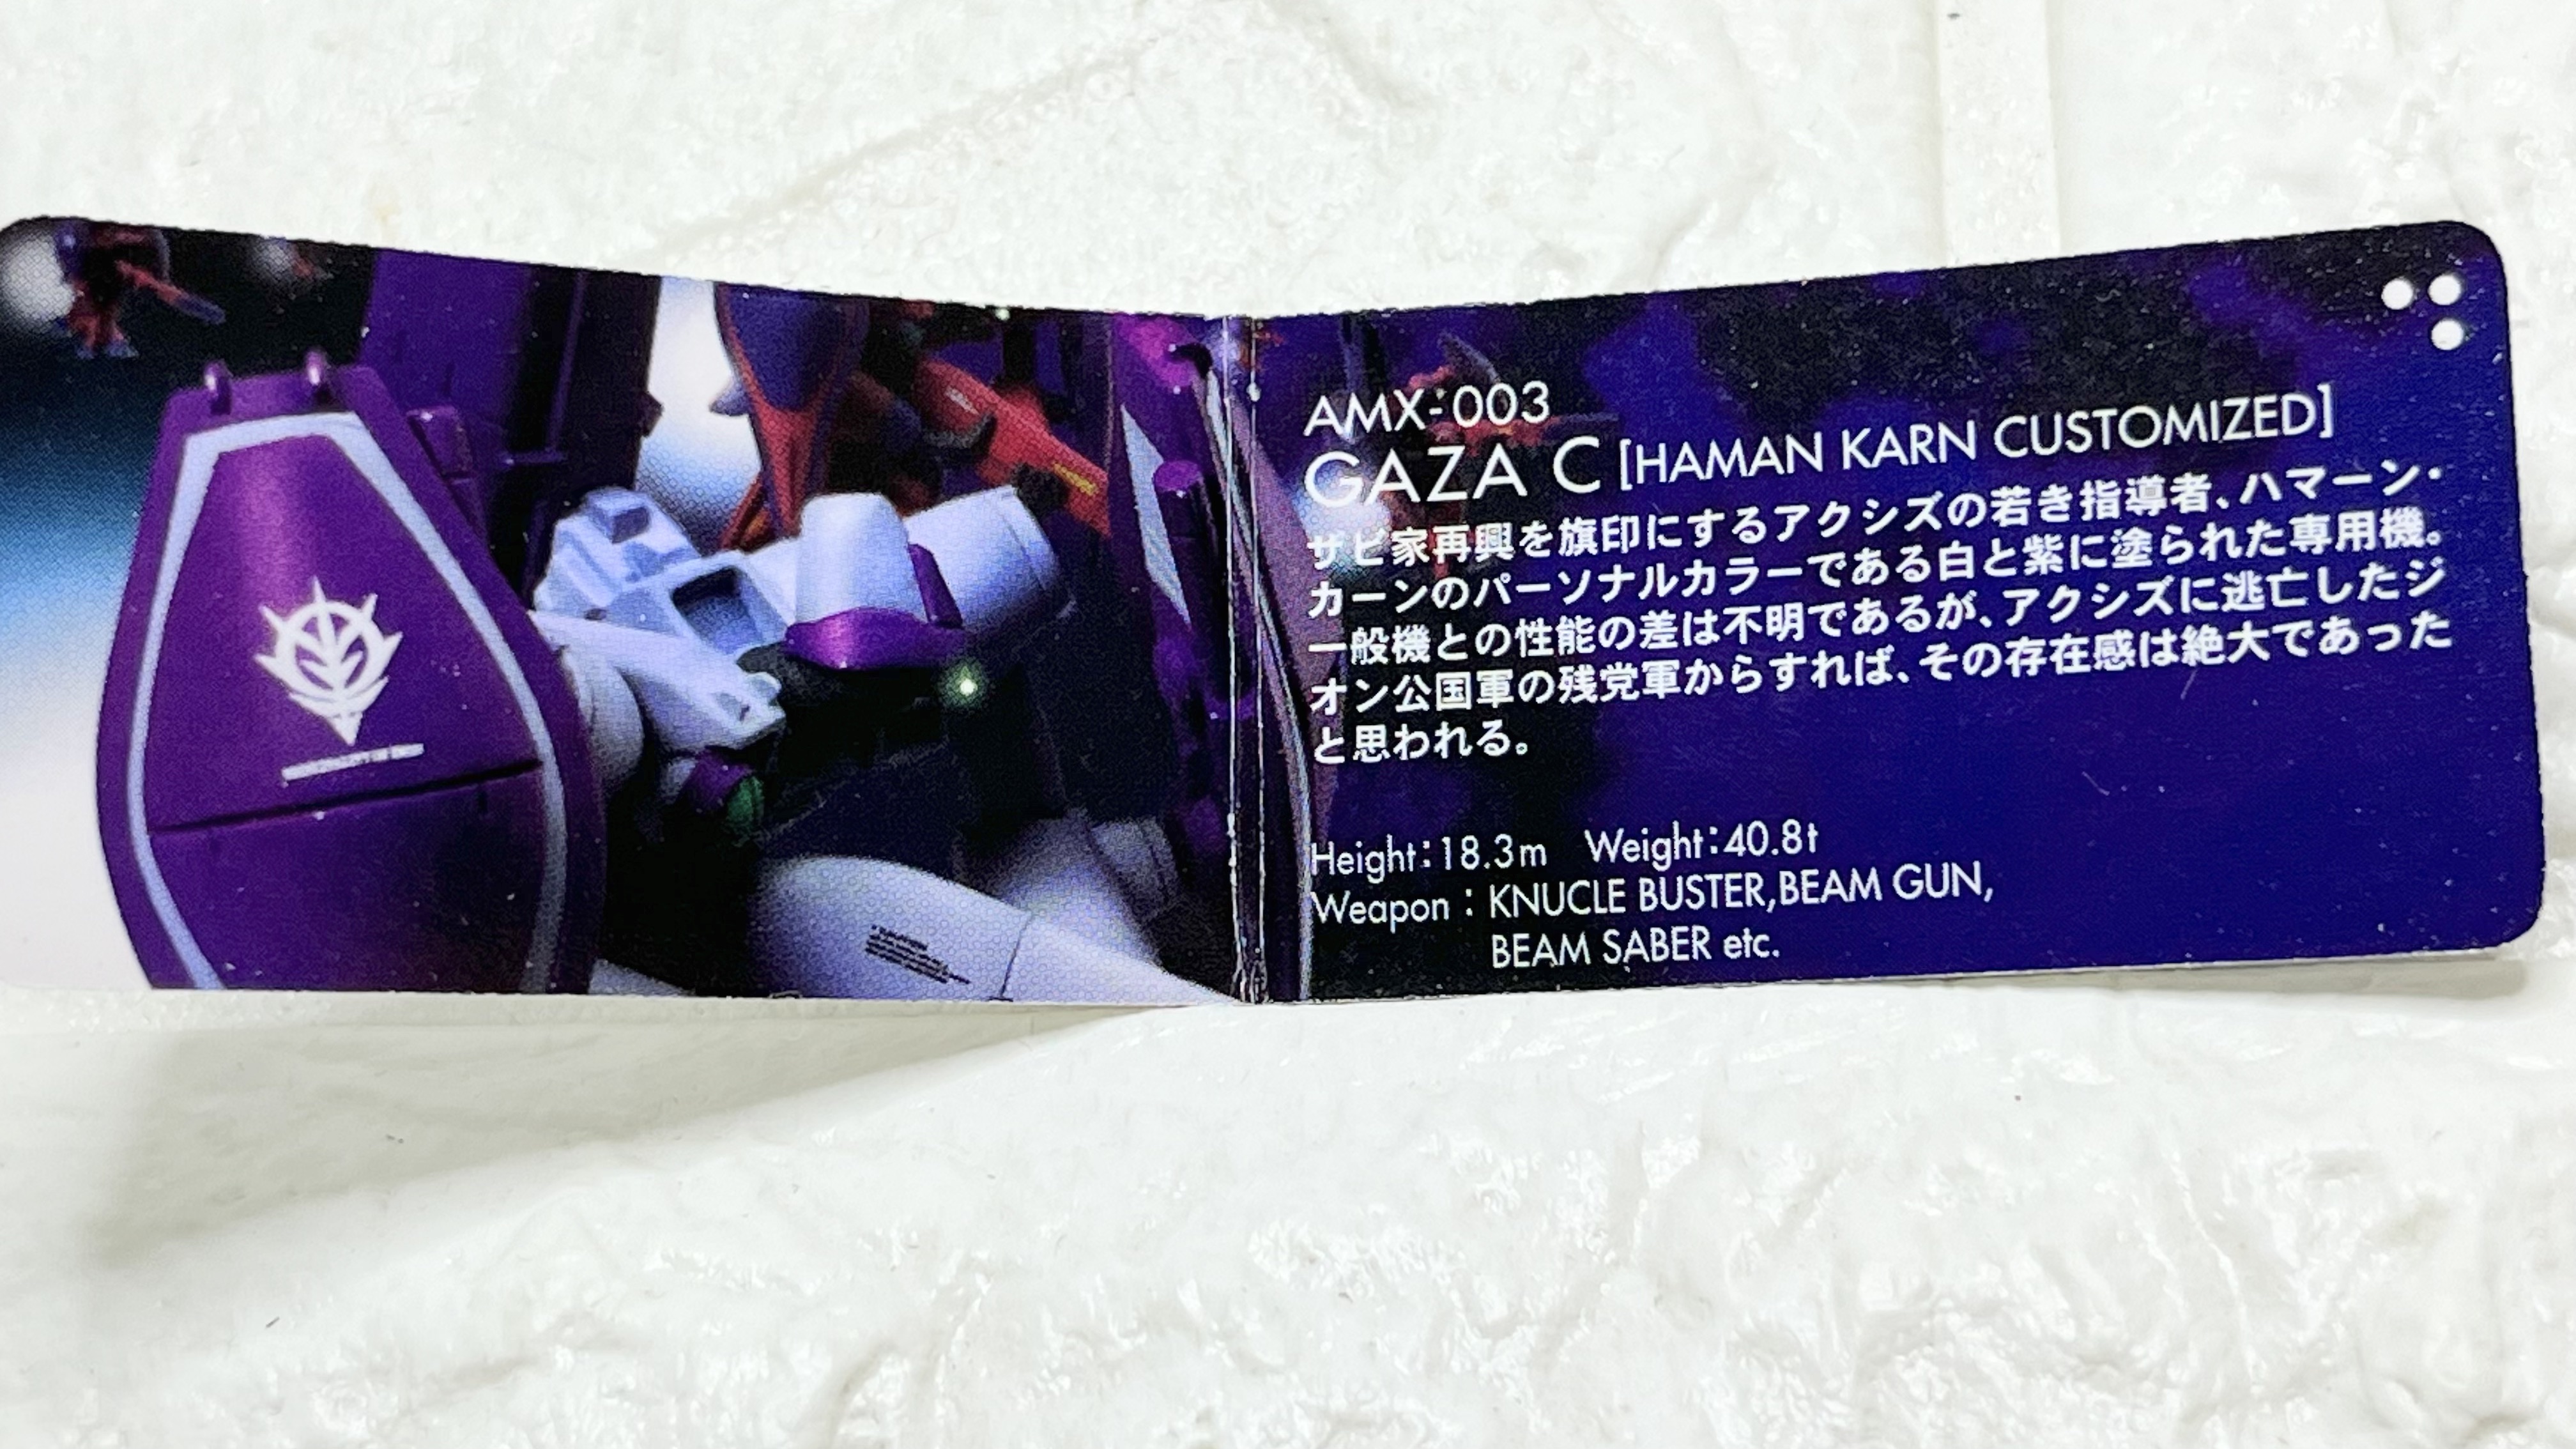 AMX-003
GAZA C [HAMAN KARN CUSTOMIZED]
ザビ家再興を旗印にするアクシズの若き指導者、ハマーン・
カーンのパーソナルカラーである白と紫に塗られた専用機。
一般機との性能の差は不明であるが、アクシズに逃亡したジ
オン公国軍の残党軍からすれば、その存在感は絶大であった
と思われる。
Height:18.3m Weight:40.8t
Weapon : KNUCLE BUSTER,BEAM GUN,
BEAM SABER etc.